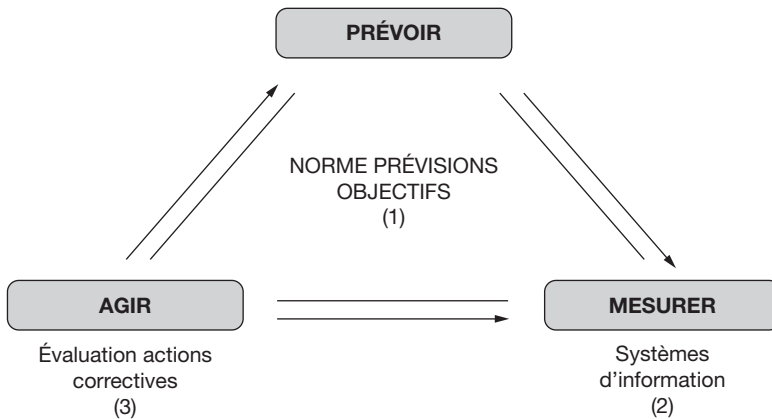 PRÉVOIR
NORME PRÉVISIONS
OBJECTIFS
(1)
AGIR
Évaluation actions
correctives
(3)
MESURER
Systèmes
d’information
(2)